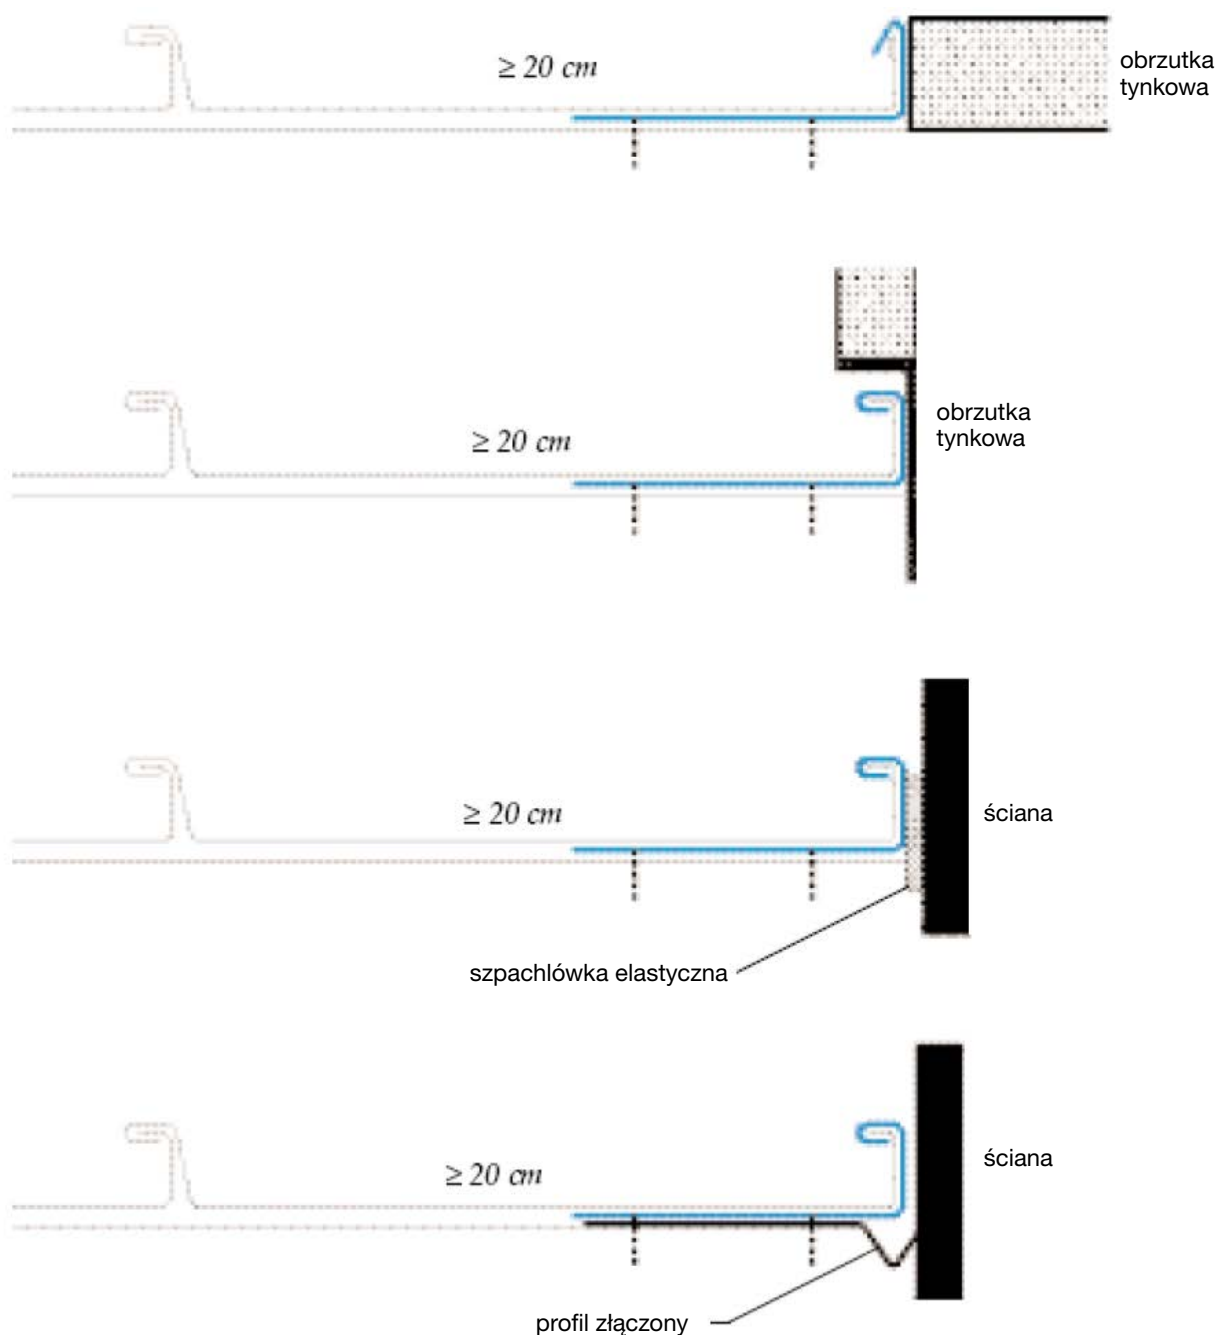 ≥ 20 cm
obrzutka
tynkowa
≥ 20 cm
obrzutka
tynkowa
≥ 20 cm
ściana
szpachlówka elastyczna
≥ 20 cm
ściana
profil złączony